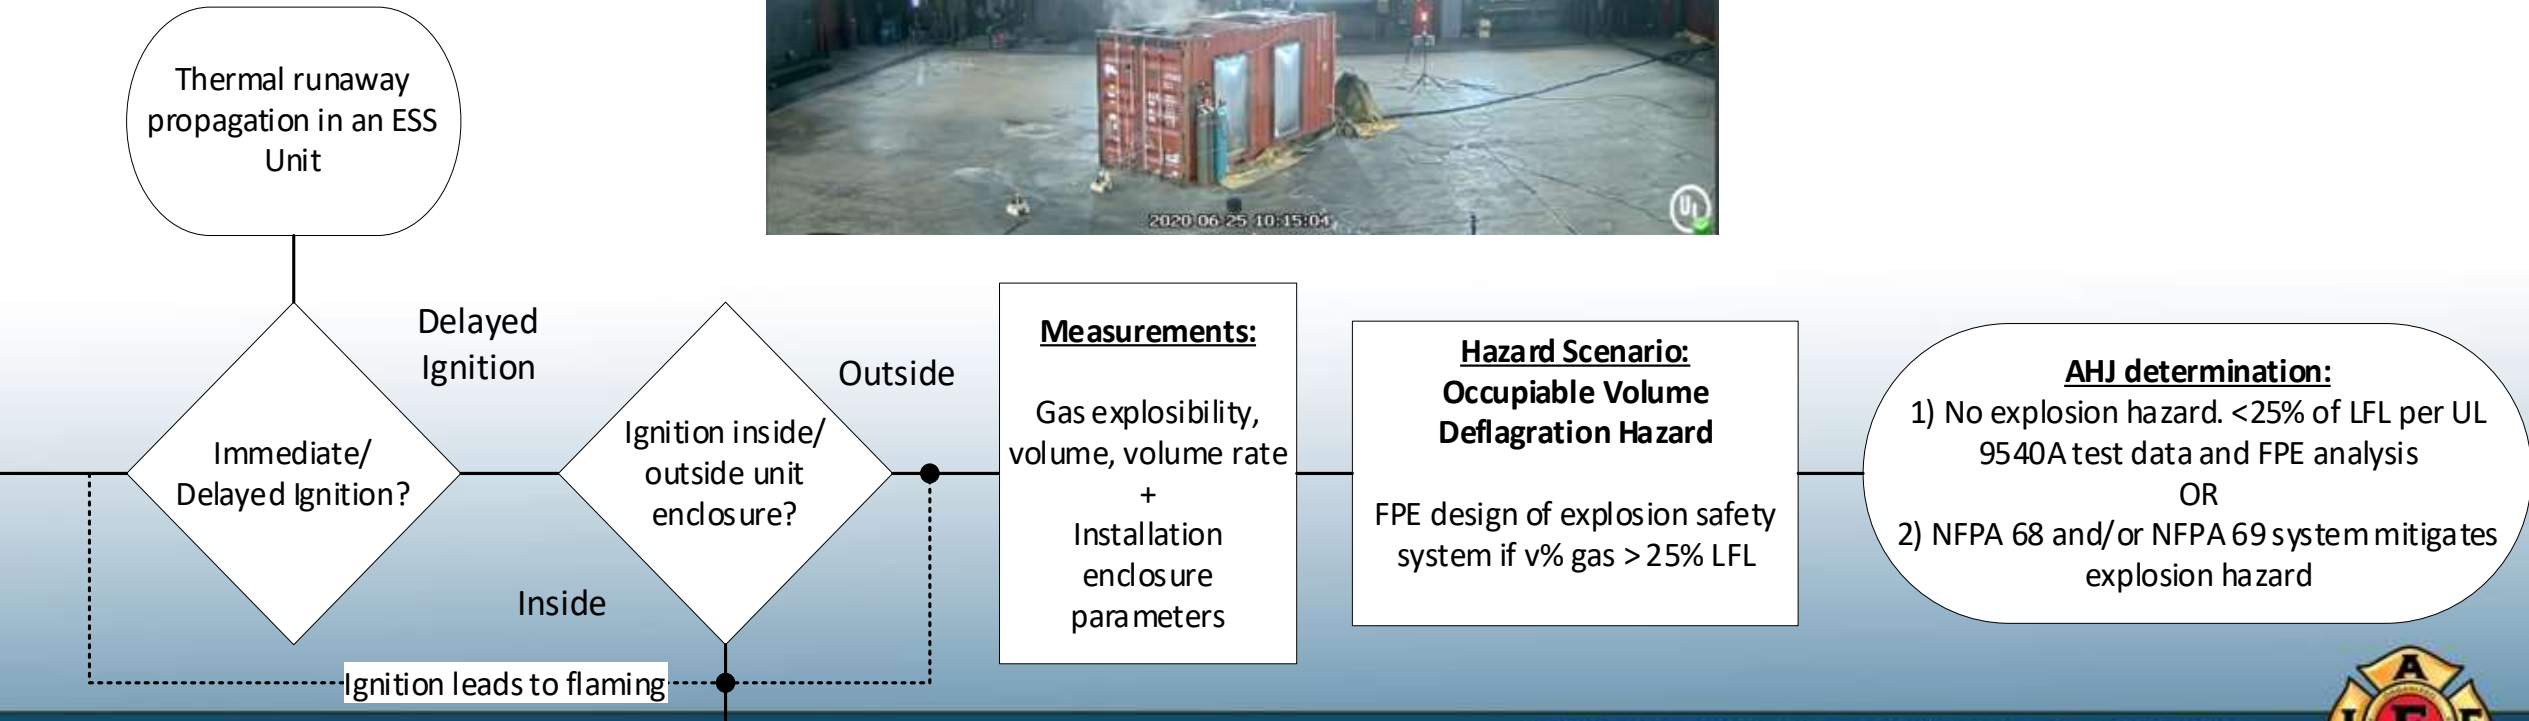 Thermal runaway
propagation in an ESS
Unit
2020-06-25 10:15:04
UL
Delayed
Ignition
Immediate/
Delayed Ignition?
Ignition inside/
outside unit
enclosure?
Outside
Inside
Ignition leads to flaming
Measurements:
Gas explosibility,
volume, volume rate
+
Installation
enclosure
parameters
Hazard Scenario:
Occupiable Volume
Deflagration Hazard
FPE design of explosion safety
system if v% gas > 25% LFL
AHJ determination:
1) No explosion hazard. <25% of LFL per UL
9540A test data and FPE analysis
OR
2) NFPA 68 and/or NFPA 69 system mitigates
explosion hazard
A
I F F